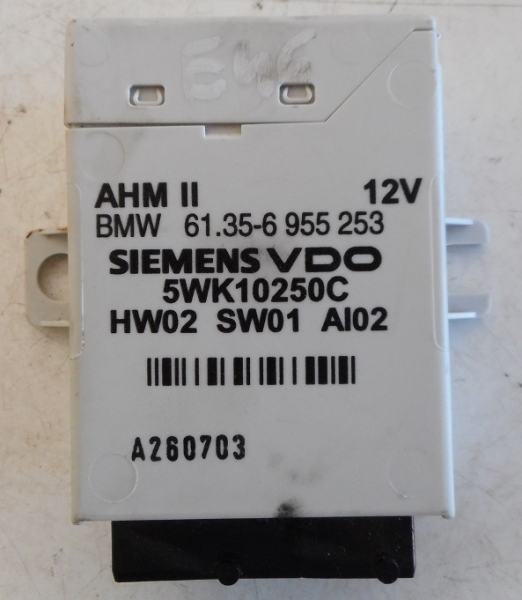 E46
AHM II 12V
BMW 61.35-6 955 253
SIEMENS VDO
5WK10250C
HW02 SW01 AI02
A260703